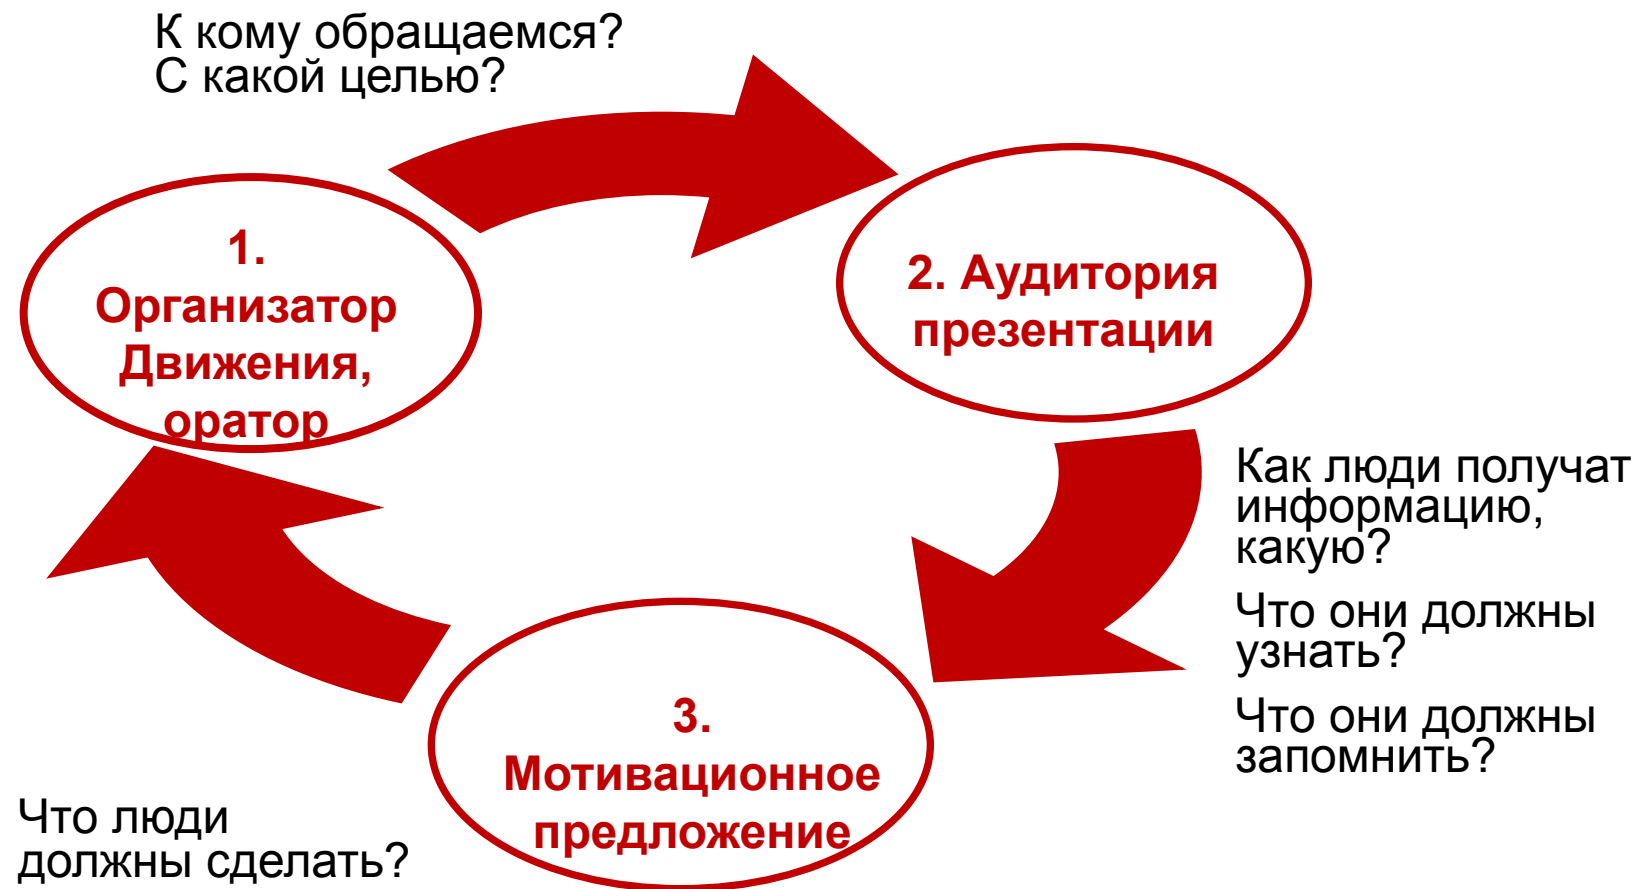 К кому обращаемся?
С какой целью?
1.
Организатор
Движения,
оратор
2. Аудитория
презентации
Как люди получат
информацию,
какую?
Что они должны
узнать?
Что они должны
запомнить?
3.
Мотивационное
предложение
Что люди
должны сделать?